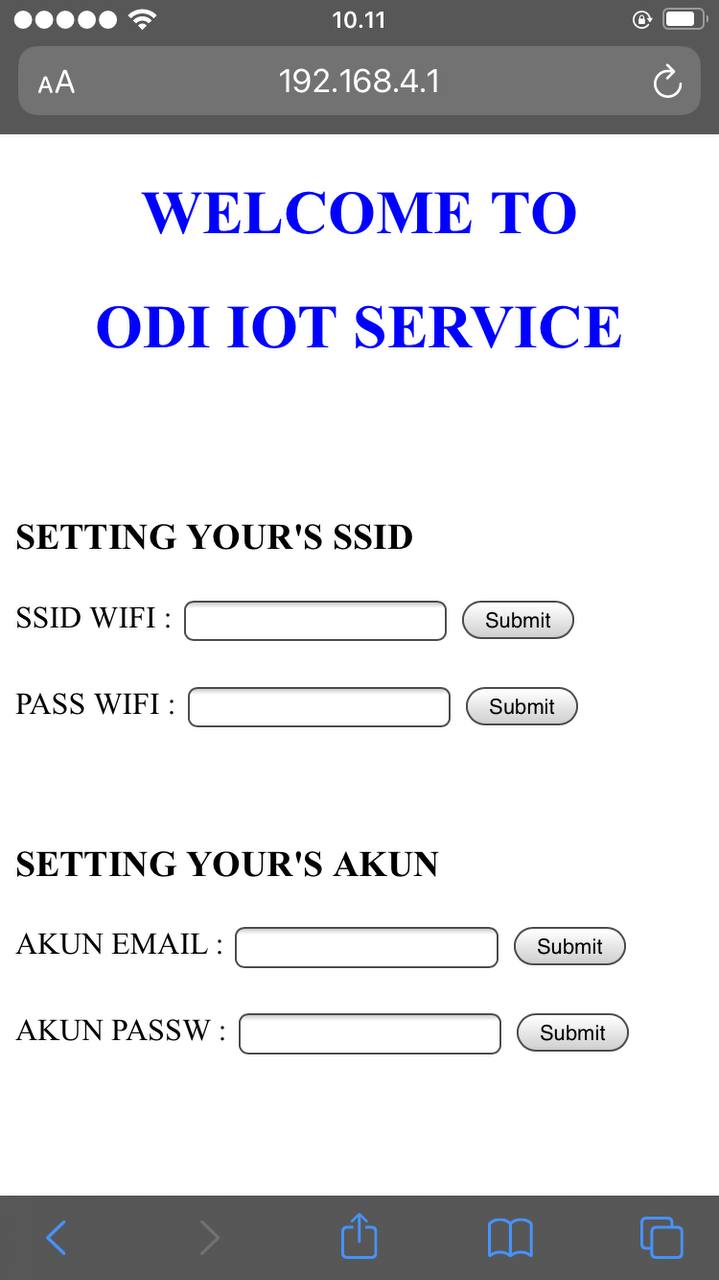 10.11
AA 192.168.4.1
WELCOME TO
ODI IOT SERVICE
SETTING YOUR'S SSID
SSID WIFI : Submit
PASS WIFI : Submit
SETTING YOUR'S AKUN
AKUN EMAIL : Submit
AKUN PASSW : Submit